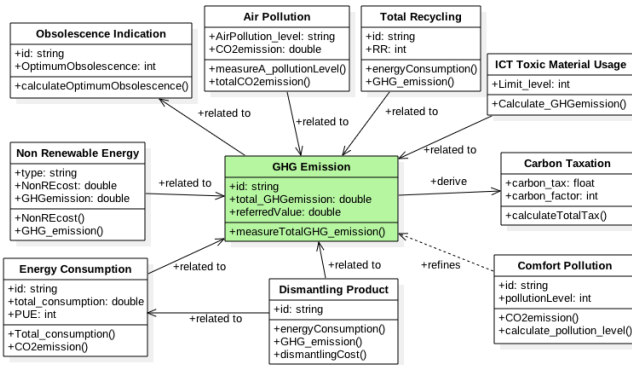 Obsolescence Indication
+id: string
+OptimumObsolescence: int
+calculateOptimumObsolescence()
Air Pollution
+AirPollution_level: string
+CO2emission: double
+measureA_pollutionLevel()
+totalCO2emission()
Total Recycling
+id: string
+RR: int
+energyConsumption()
+GHG_emission()
ICT Toxic Material Usage
+Limit_level: int
+Calculate_GHGemission()
+related to
+related to
+related to
+related to
Non Renewable Energy
+type: string
+NonREcost: double
+GHGemission: double
+NonREcost()
+GHG_emission()
+related to
GHG Emission
+id: string
+total_GHGemission: double
+referredValue: double
+measureTotalGHG_emission()
+derive
Carbon Taxation
+carbon_tax: float
+carbon_factor: int
+calculateTotalTax()
Energy Consumption
+id: string
+total_consumption: double
+PUE: int
+Total_consumption()
+CO2emission()
+related to
+related to
+related to
Dismantling Product
+id: string
+energyConsumption()
+GHG_emission()
+dismantlingCost()
+refines
Comfort Pollution
+id: string
+pollutionLevel: int
+CO2emission()
+calculate_pollution_level()